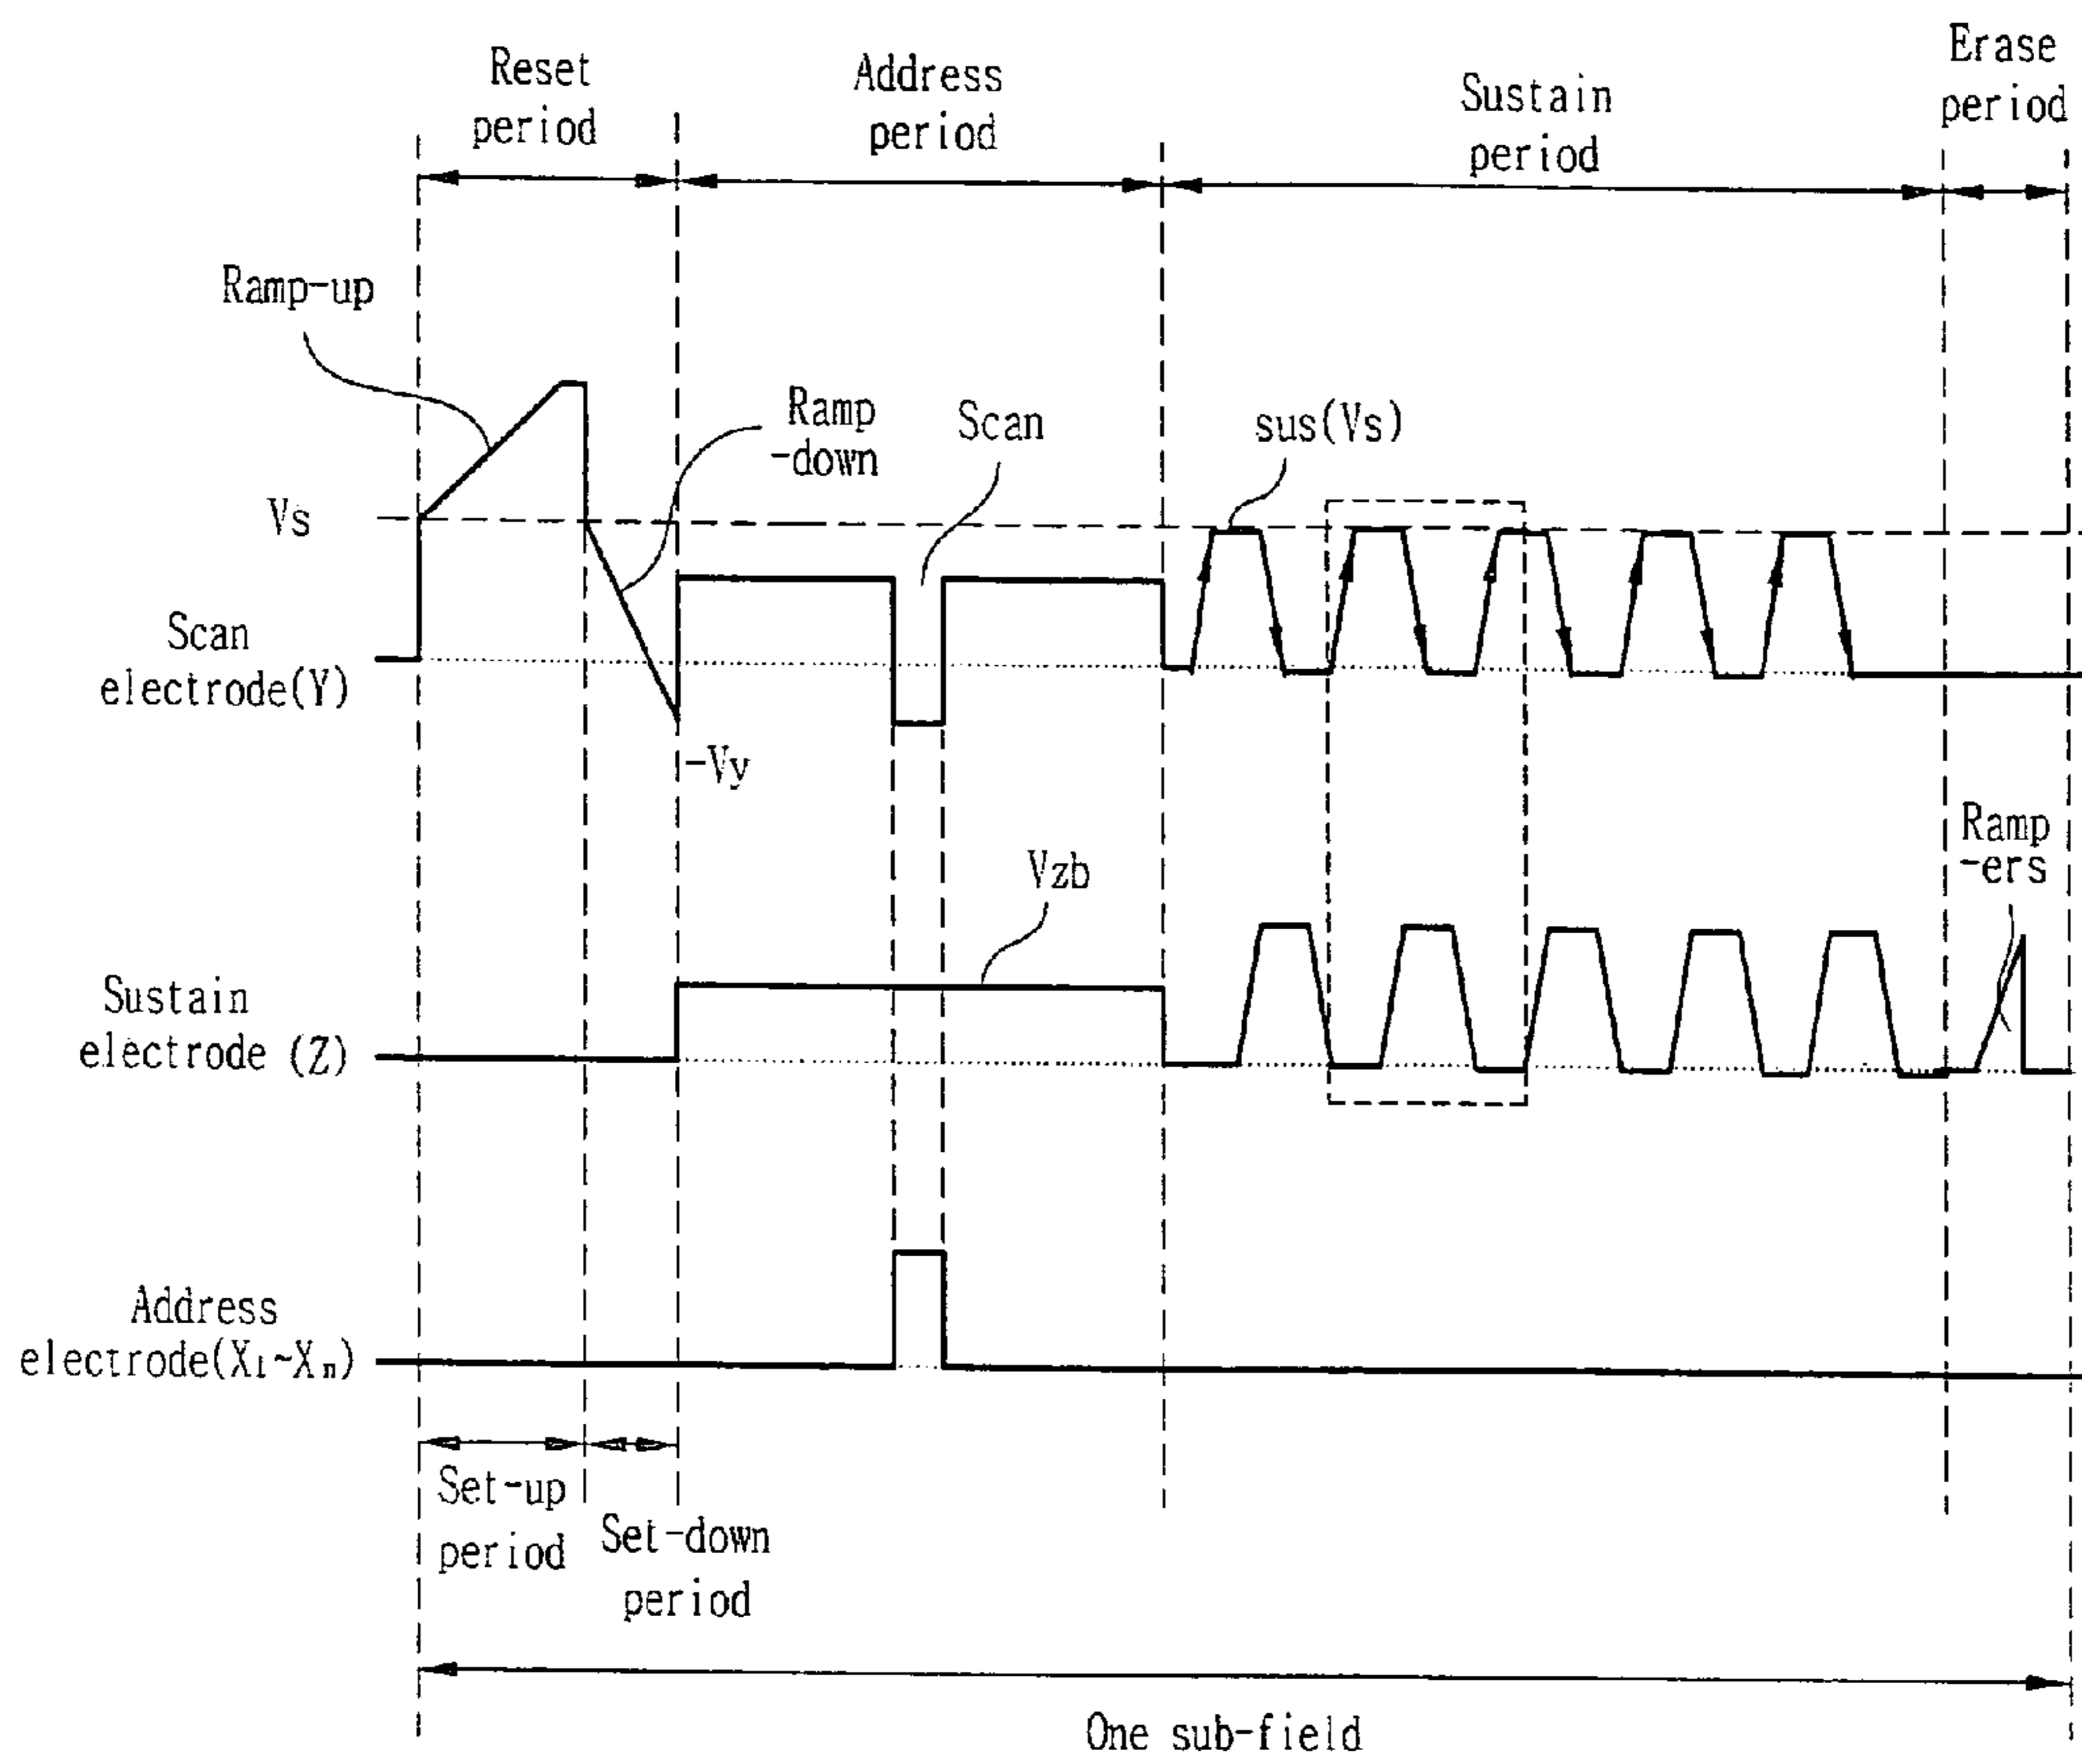 Reset
period
Address
period
Sustain
period
Erase
period
Ramp-up
Ramp
-down
Scan
sus(Vs)
Vs
Scan
electrode(Y)
-Vy
Ramp
-ers
Vzb
Sustain
electrode (Z)
Address
electrode(X1~Xn)
Set-up
period
Set-down
period
One sub-field